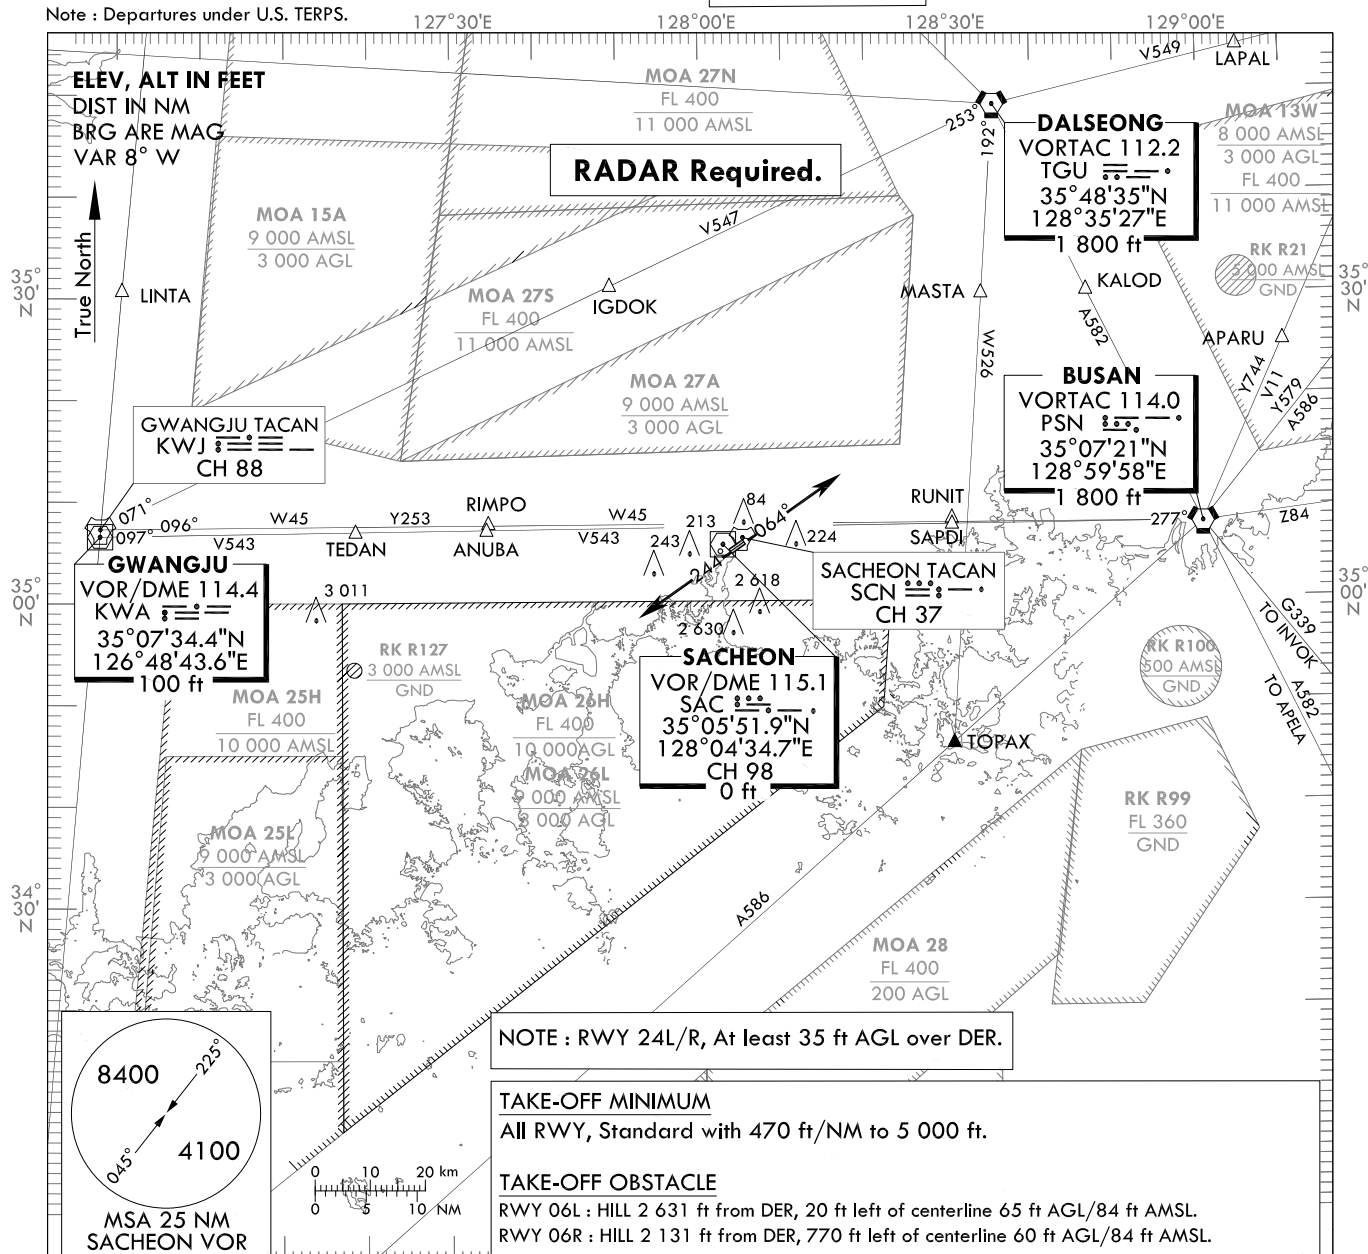 Note : Departures under U.S. TERPS.
127°30'E
128°00'E
128°30'E
129°00'E
ELEV, ALT IN FEET
DIST IN NM
BRG ARE MAG
VAR 8° W
True North
MOA 27N
FL 400
11 000 AMSL
V549
LAPAL
253°
192°
DALSEONG
VORTAC 112.2
TGU
35°48'35"N
128°35'27"E
1 800 ft
MOA 13W
8 000 AMSL
3 000 AGL
FL 400
11 000 AMSL
RADAR Required.
MOA 15A
9 000 AMSL
3 000 AGL
V547
RK R21
5 000 AMSL
GND
35°
30'
N
LINTA
MOA 27S
FL 400
11 000 AMSL
IGDOK
MASTA
KALOD
35°
30'
N
A582
W526
APARU
Y744
V11
Y579
A586
MOA 27A
9 000 AMSL
3 000 AGL
BUSAN
VORTAC 114.0
PSN
35°07'21"N
128°59'58"E
1 800 ft
GWANGJU TACAN
KWJ
CH 88
071°
097°
096°
W45
Y253
V543
TEDAN
RIMPO
ANUBA
W45
V543
213
243
84
064°
244°
224
RUNIT
SAPDI
277°
Z84
GWANGJU
VOR/DME 114.4
KWA
35°07'34.4"N
126°48'43.6"E
100 ft
3 011
2 618
2 630
SACHEON TACAN
SCN
CH 37
35°
00'
N
35°
00'
N
G339
TO INVOK
A582
TO APELA
RK R127
3 000 AMSL
GND
RK R100
500 AMSL
GND
SACHEON
VOR/DME 115.1
SAC
35°05'51.9"N
128°04'34.7"E
CH 98
0 ft
MOA 25H
FL 400
10 000 AMSL
MOA 26H
FL 400
10 000AGL
MOA 26L
9 000 AMSL
3 000 AGL
TOPAX
RK R99
FL 360
GND
MOA 25L
9 000 AMSL
3 000 AGL
34°
30'
N
A586
MOA 28
FL 400
200 AGL
NOTE : RWY 24L/R, At least 35 ft AGL over DER.
8400
225°
4100
045°
MSA 25 NM
SACHEON VOR
0 10 20 km
0 5 10 NM
TAKE-OFF MINIMUM
All RWY, Standard with 470 ft/NM to 5 000 ft.
TAKE-OFF OBSTACLE
RWY 06L : HILL 2 631 ft from DER, 20 ft left of centerline 65 ft AGL/84 ft AMSL.
RWY 06R : HILL 2 131 ft from DER, 770 ft left of centerline 60 ft AGL/84 ft AMSL.